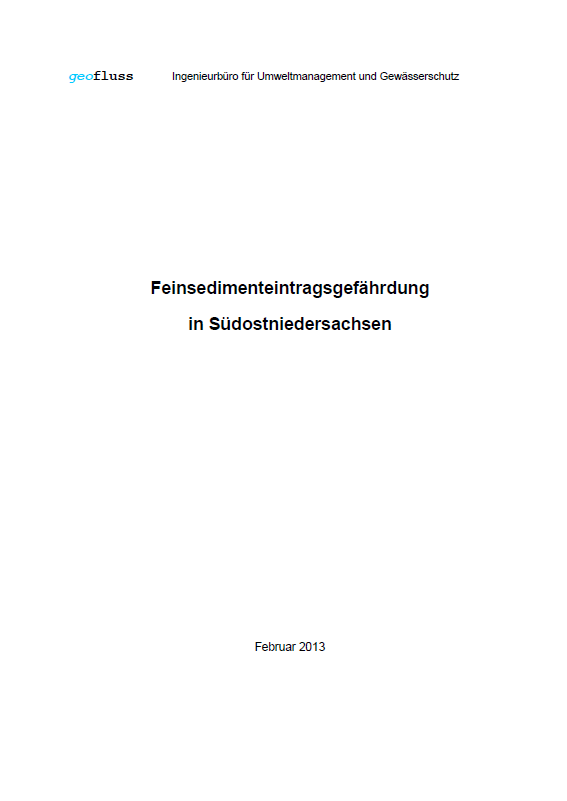 geofluss Ingenieurbüro für Umweltmanagement und Gewässerschutz
Feinsedimenteintragsgefährdung
in Südostniedersachsen
Februar 2013